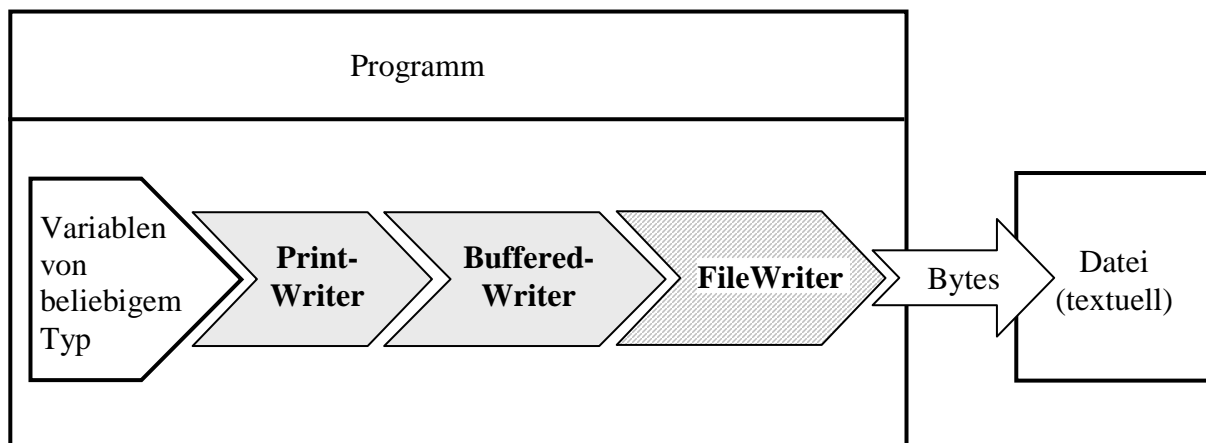 Programm
Variablen
von
beliebigem
Typ
Print-
Writer
Buffered-
Writer
FileWriter
Bytes
Datei
(textuell)